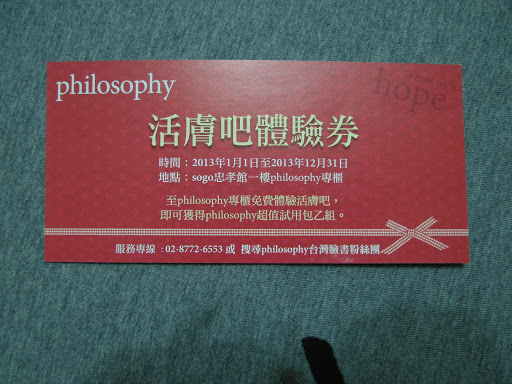 philosophy
hope
活膚吧體驗券
時間：2013年1月1日至2013年12月31日
地點：sogo忠孝館一樓philosophy專櫃
至philosophy專櫃免費體驗活膚吧，
即可獲得philosophy超值試用包乙組。
服務專線：02-8772-6553 或 搜尋philosophy台灣臉書粉絲團